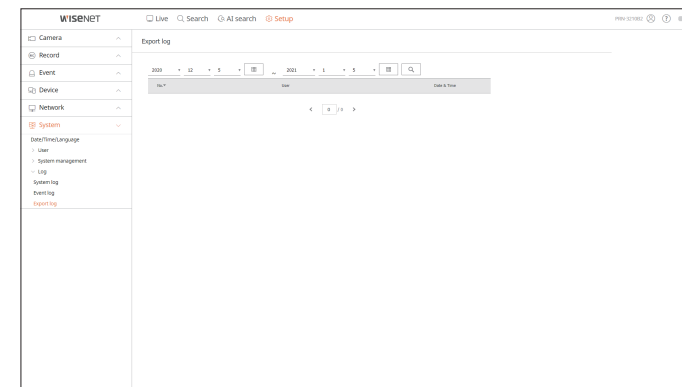 WISENET
Live Search AI search Setup
Camera
Record
Event
Device
Network
System
Date/Time/Language
User
System management
Log
System log
Event log
Export log
Export log
2020 12 5 ~ 2021 1 5
No. User Date & Time
0 / 0